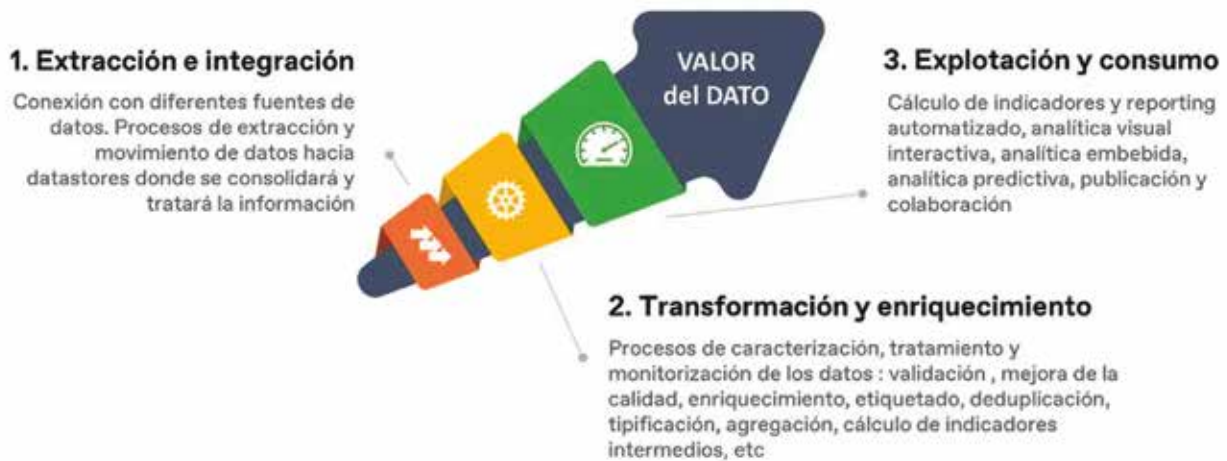 1. Extracción e integración
Conexión con diferentes fuentes de
datos. Procesos de extracción y
movimiento de datos hacia
datastores donde se consolidará y
tratará la información
VALOR
del DATO
3. Explotación y consumo
Cálculo de indicadores y reporting
automatizado, analítica visual
interactiva, analítica embebida,
analítica predictiva, publicación y
colaboración
2. Transformación y enriquecimiento
Procesos de caracterización, tratamiento y
monitorización de los datos : validación , mejora de la
calidad, enriquecimiento, etiquetado, deduplicación,
tipificación, agregación, cálculo de indicadores
intermedios, etc